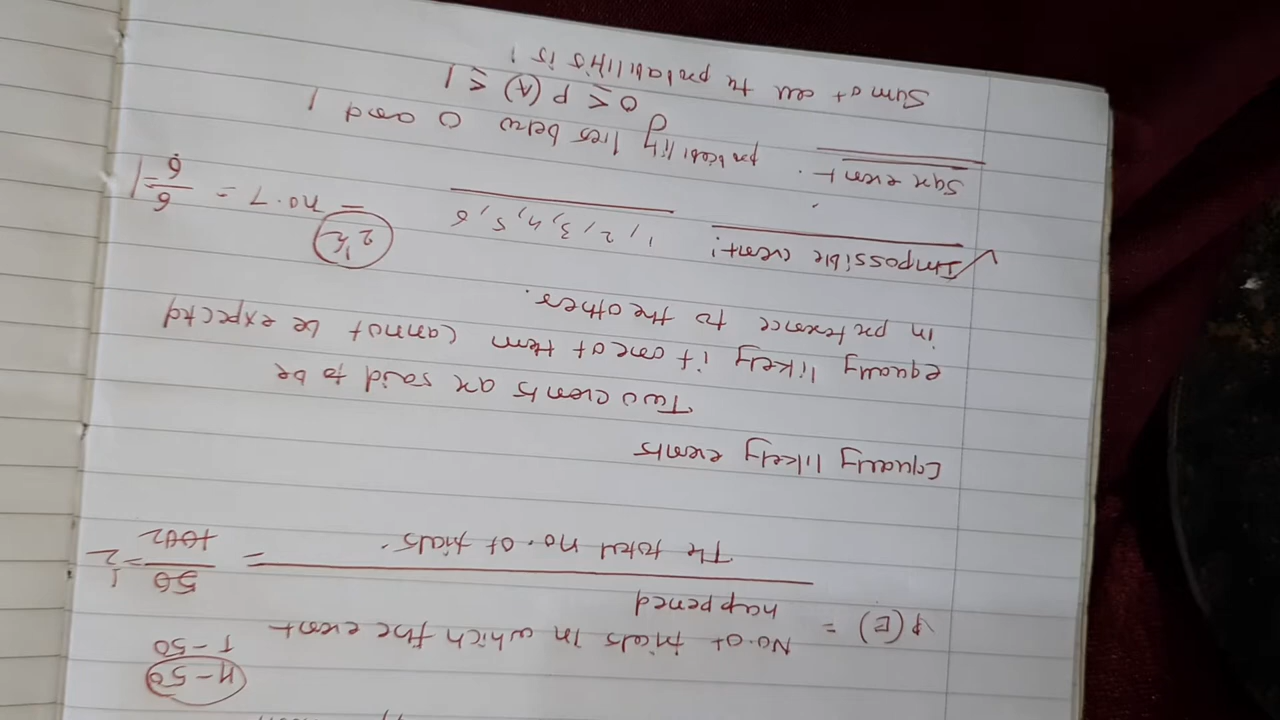 H-50
T-50
P(E) = No. of trials in which the event
happened
The total no. of trials. = 50/100 2 = 1/2
Equally likely events
Two events are said to be
equally likely if one of them cannot be expected
in preference to the other.
Impossible event: 1, 2, 3, 4, 5, 6
= no. 7 = 6/6 = 1
Sure event. probability lies betw 0 and 1
0 ≤ P(A) ≤ 1
Sum of all the probabilities is 1